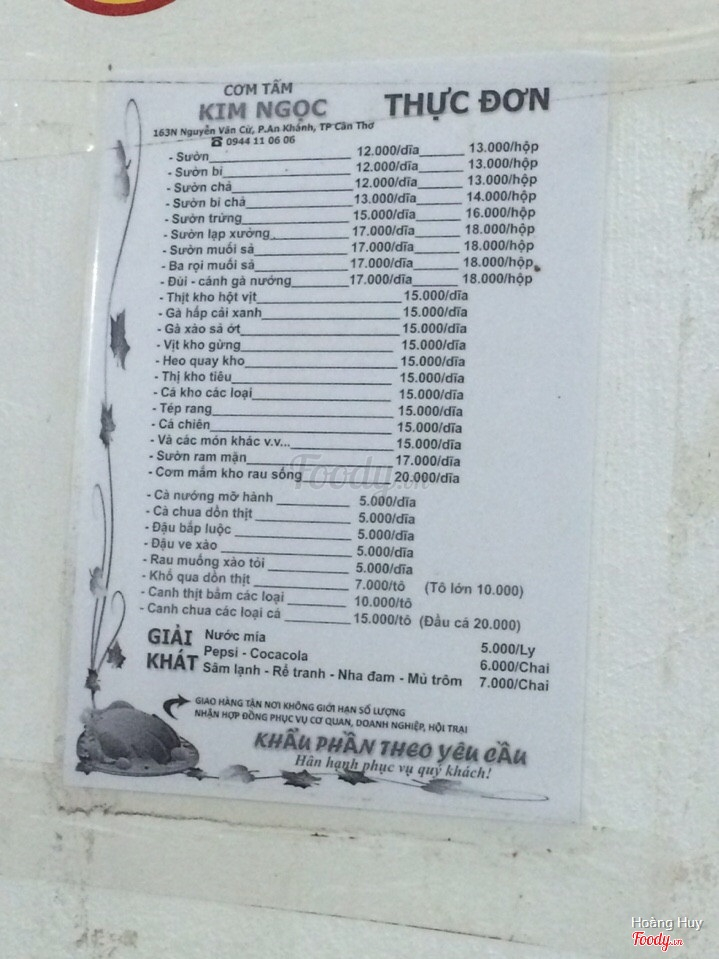 CƠM TẤM
KIM NGỌC
THỰC ĐƠN
163N Nguyễn Văn Cừ, P.An Khánh, TP Cần Thơ
☎ 0944 11 06 06
- Sườn 12.000/dĩa 13.000/hộp
- Sườn bì 12.000/dĩa 13.000/hộp
- Sườn chả 12.000/dĩa 13.000/hộp
- Sườn bì chả 13.000/dĩa 14.000/hộp
- Sườn trứng 15.000/dĩa 16.000/hộp
- Sườn lạp xưởng 17.000/dĩa 18.000/hộp
- Sườn muối sả 17.000/dĩa 18.000/hộp
- Ba rọi muối sả 17.000/dĩa 18.000/hộp
- Đùi - cánh gà nướng 17.000/dĩa 18.000/hộp
- Thịt kho hột vịt 15.000/dĩa
- Gà hấp cải xanh 15.000/dĩa
- Gà xào sả ớt 15.000/dĩa
- Vịt kho gừng 15.000/dĩa
- Heo quay kho 15.000/dĩa
- Thị kho tiêu 15.000/dĩa
- Cá kho các loại 15.000/dĩa
- Tép rang 15.000/dĩa
- Cá chiên 15.000/dĩa
- Và các món khác v.v... 15.000/dĩa
- Sườn ram mặn 17.000/dĩa
- Cơm mắm kho rau sống 20.000/dĩa
- Cà nướng mỡ hành 5.000/dĩa
- Cà chua dồn thịt 5.000/dĩa
- Đậu bắp luộc 5.000/dĩa
- Đậu ve xào 5.000/dĩa
- Rau muống xào tỏi 5.000/dĩa
- Khổ qua dồn thịt 7.000/tô (Tô lớn 10.000)
- Canh thịt bằm các loại 10.000/tô
- Canh chua các loại cá 15.000/tô (Đầu cá 20.000)
GIẢI KHÁT
Nước mía 5.000/Ly
Pepsi - Cocacola 6.000/Chai
Sâm lạnh - Rễ tranh - Nha đam - Mủ trôm 7.000/Chai
GIAO HÀNG TẬN NƠI KHÔNG GIỚI HẠN SỐ LƯỢNG
NHẬN HỢP ĐỒNG PHỤC VỤ CƠ QUAN, DOANH NGHIỆP, HỘI TRẠI
KHẨU PHẦN THEO YÊU CẦU
Hân hạnh phục vụ quý khách!
Foody.vn
Hoàng Huy
Foody.vn